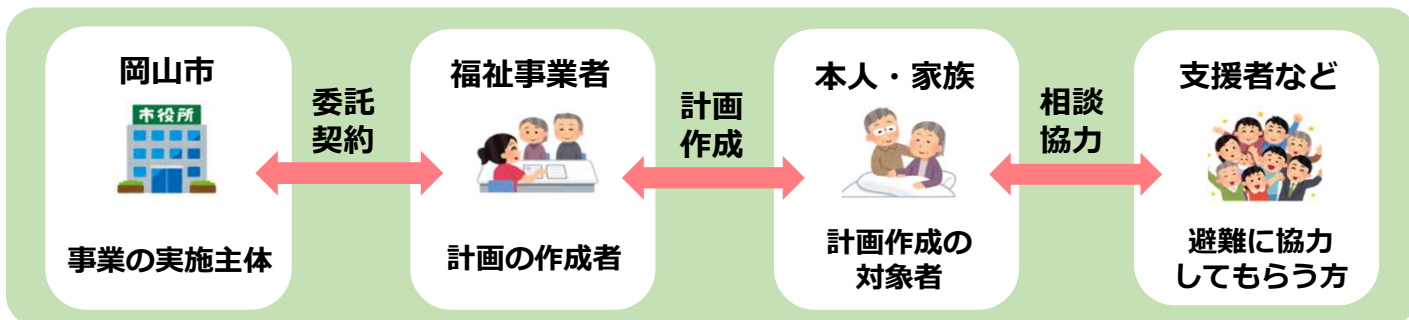 岡山市
市役所
事業の実施主体
委託
契約
福祉事業者
計画の作成者
計画
作成
本人・家族
計画作成の
対象者
相談
協力
支援者など
避難に協力
してもらう方